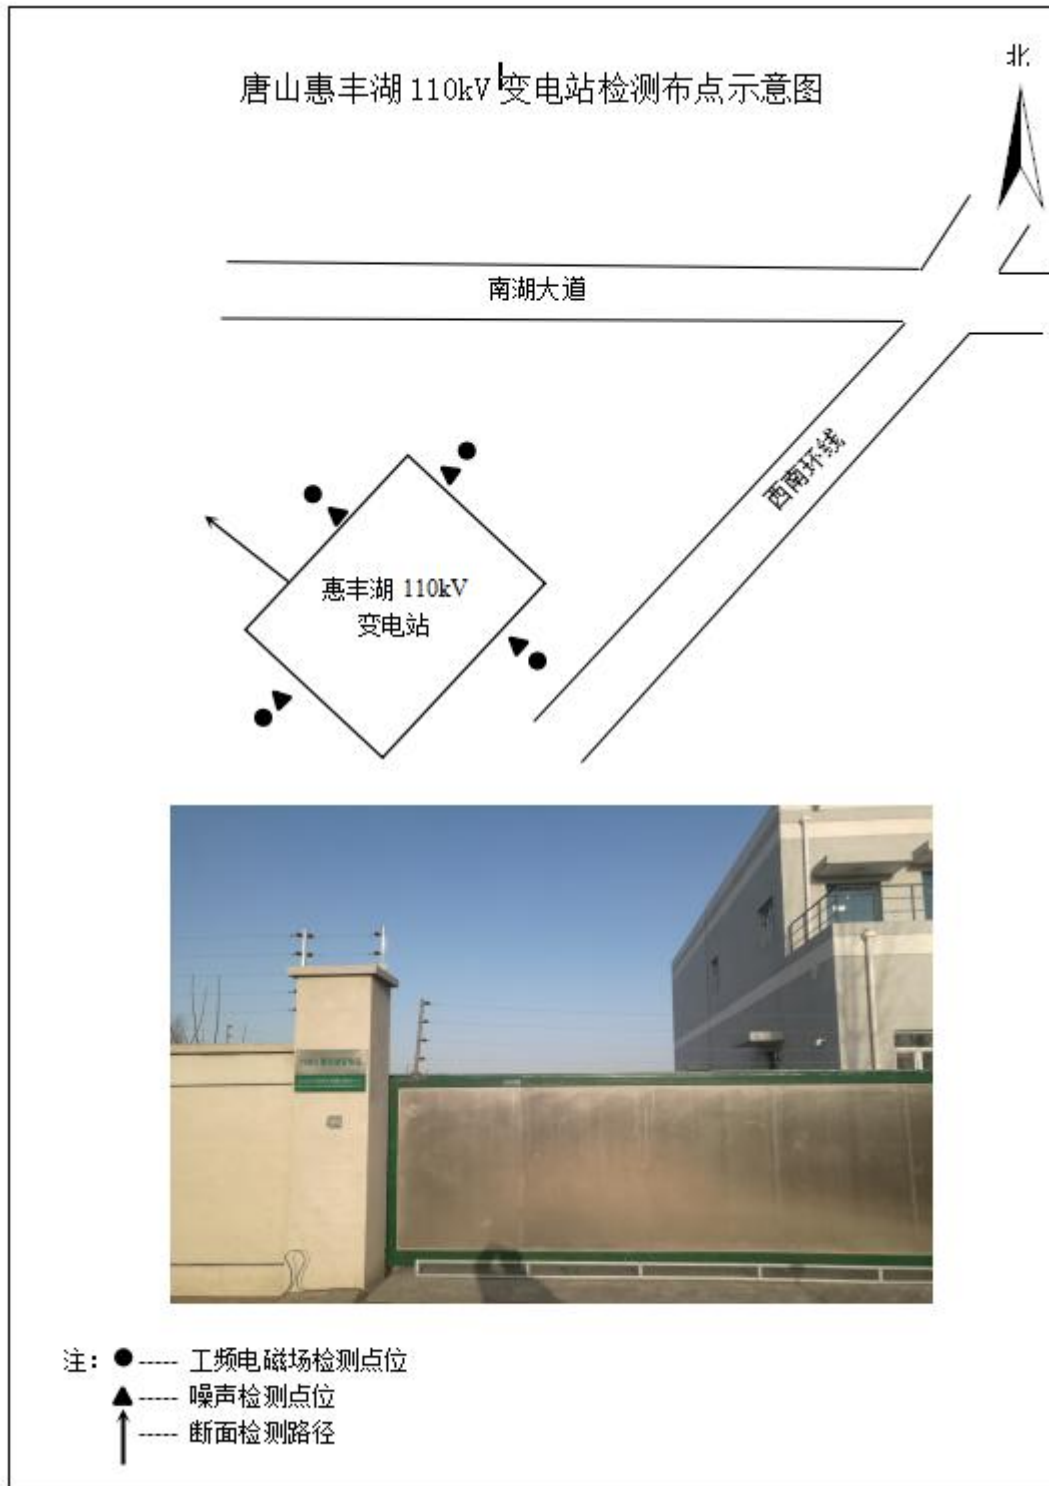 北
唐山惠丰湖 110kV 变电站检测布点示意图
南湖大道
西南环线
惠丰湖 110kV
变电站
注: ----- 工频电磁场检测点位
----- 噪声检测点位
----- 断面检测路径